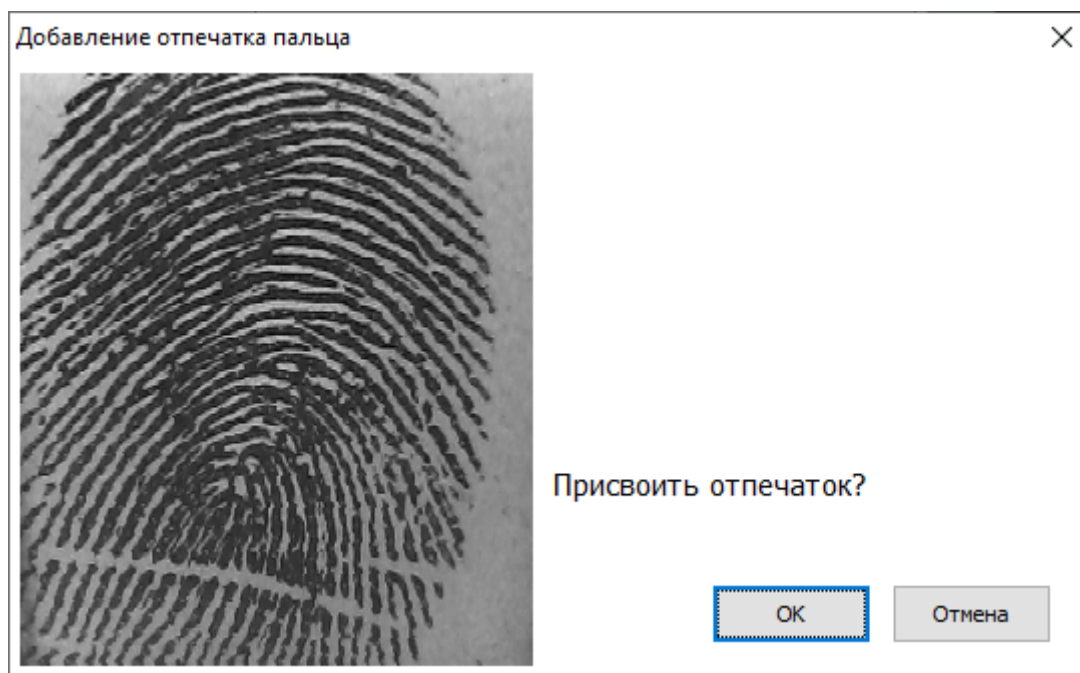 Добавление отпечатка пальца
Присвоить отпечаток?
OK
Отмена